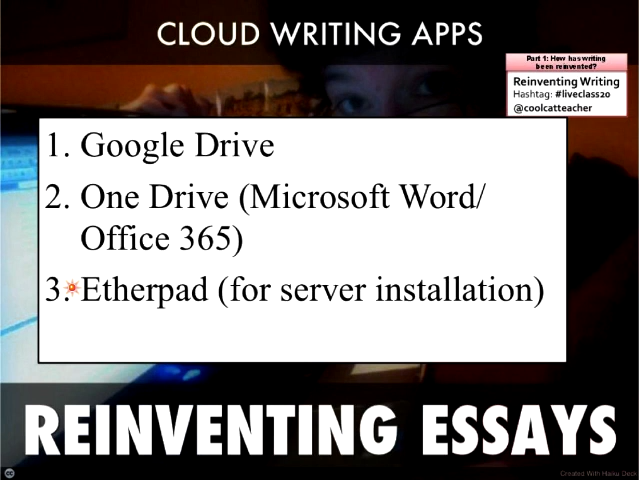 CLOUD WRITING APPS
Part 1: How has writing
been reinvented?
Reinventing Writing
Hashtag: #liveclass20
@coolcatteacher
1. Google Drive
2. One Drive (Microsoft Word/
Office 365)
3. Etherpad (for server installation)
REINVENTING ESSAYS
cc
Created With Haiku Deck